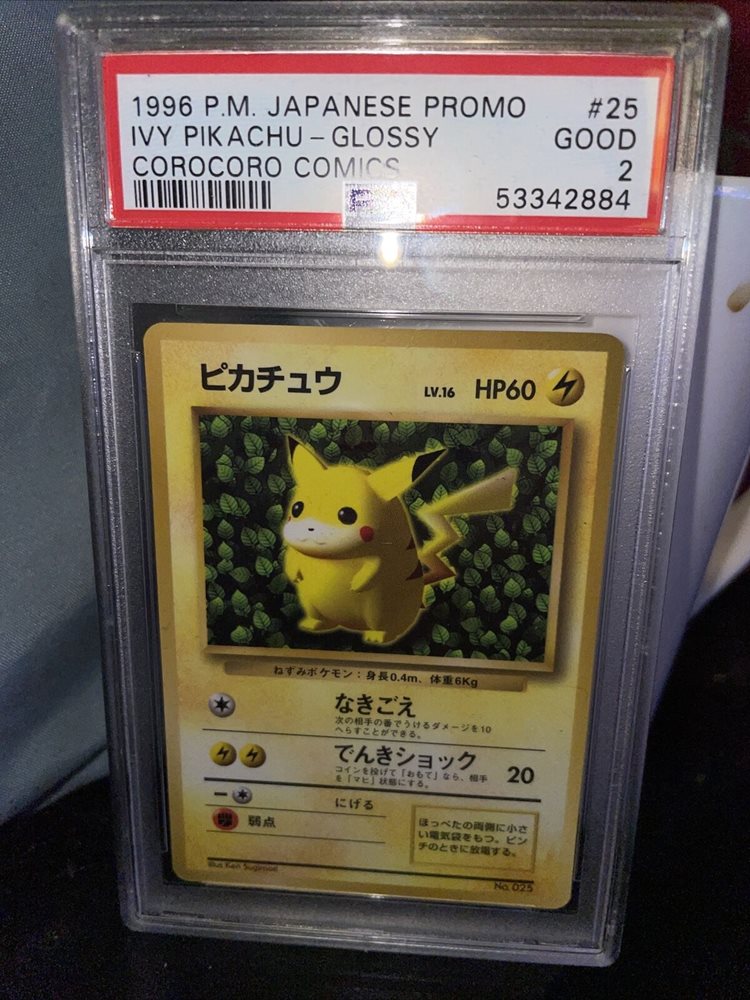 1996 P.M. JAPANESE PROMO #25
IVY PIKACHU - GLOSSY GOOD
COROCORO COMICS 2
53342884
ピカチュウ LV.16 HP60
ねずみポケモン：身長0.4m、体重6Kg
なきごえ
次の相手の番でうけるダメージを10
へらすことができる。
でんきショック 20
コインを投げて「おもて」なら、相手
を「マヒ」状態にする。
にげる
弱点
ほっぺたの両側に小さ
い電気袋をもつ。ピン
チのときに放電する。
Illus. Ken Sugimori
No. 025